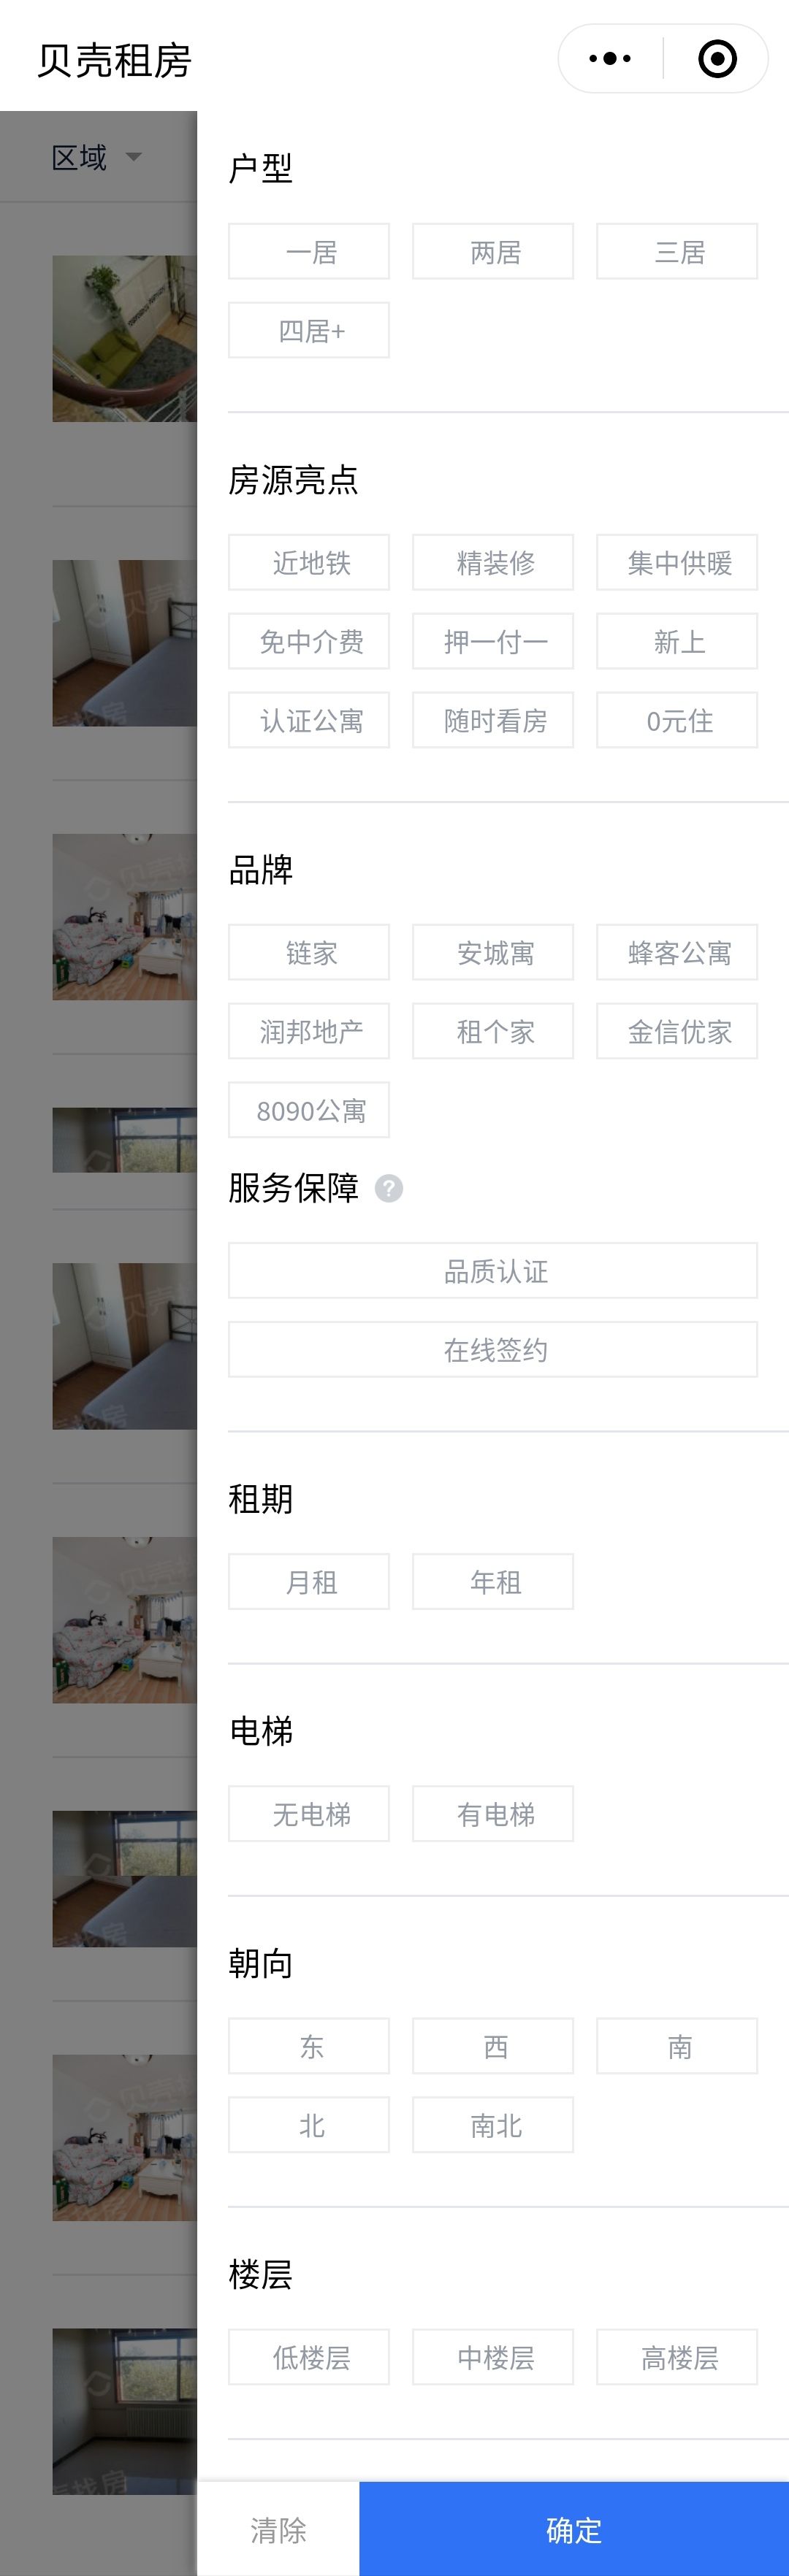 贝壳租房
区域
户型
一居 两居 三居
四居+
房源亮点
近地铁 精装修 集中供暖
免中介费 押一付一 新上
认证公寓 随时看房 0元住
品牌
链家 安城寓 蜂客公寓
润邦地产 租个家 金信优家
8090公寓
服务保障 ?
品质认证
在线签约
租期
月租 年租
电梯
无电梯 有电梯
朝向
东 西 南
北 南北
楼层
低楼层 中楼层 高楼层
清除 确定